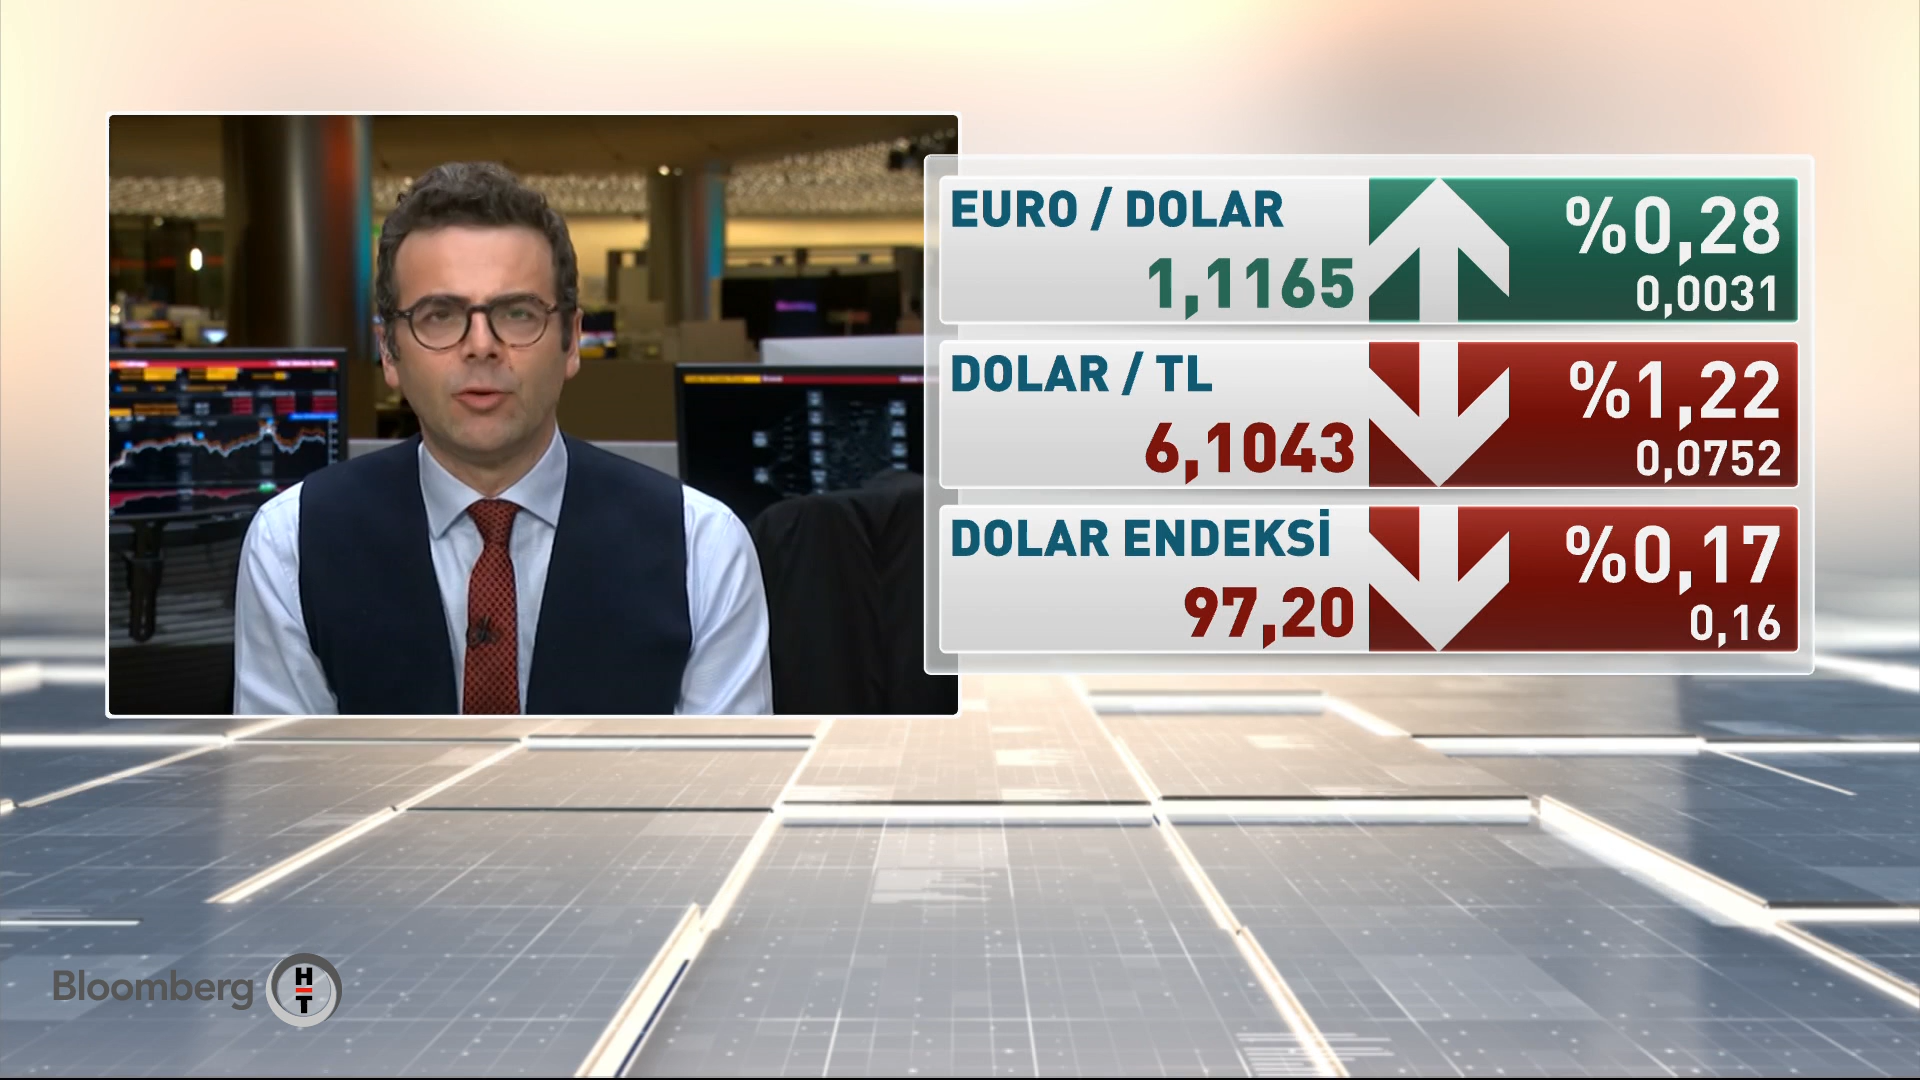 EURO / DOLAR
1,1165
%0,28
0,0031
DOLAR / TL
6,1043
%1,22
0,0752
DOLAR ENDEKSİ
97,20
%0,17
0,16
Bloomberg HT